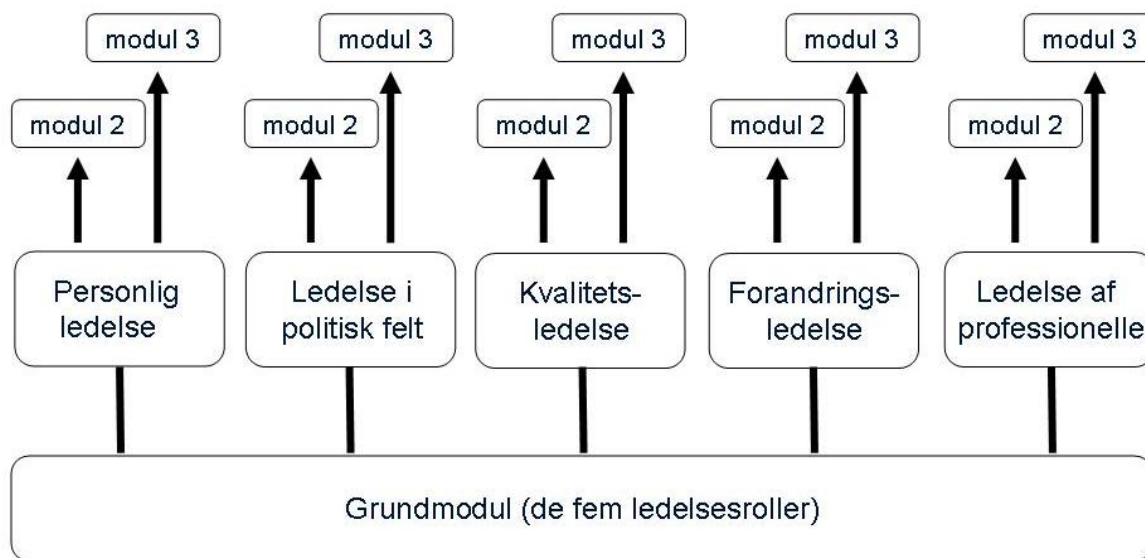 modul 3
modul 3
modul 3
modul 3
modul 3
modul 2
modul 2
modul 2
modul 2
modul 2
Personlig
ledelse
Ledelse i
politisk felt
Kvalitets-
ledelse
Forandrings-
ledelse
Ledelse af
professionelle
Grundmodul (de fem ledelsesroller)